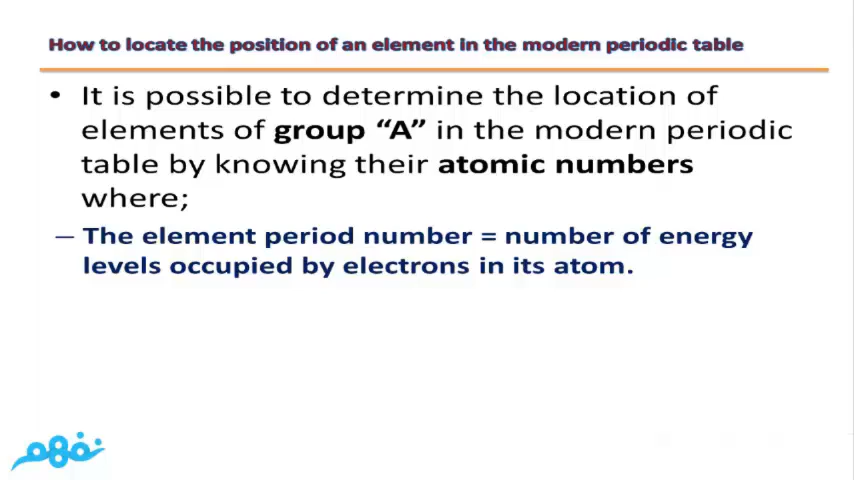 How to locate the position of an element in the modern periodic table
• It is possible to determine the location of
elements of group “A” in the modern periodic
table by knowing their atomic numbers
where;
– The element period number = number of energy
levels occupied by electrons in its atom.
نفهم